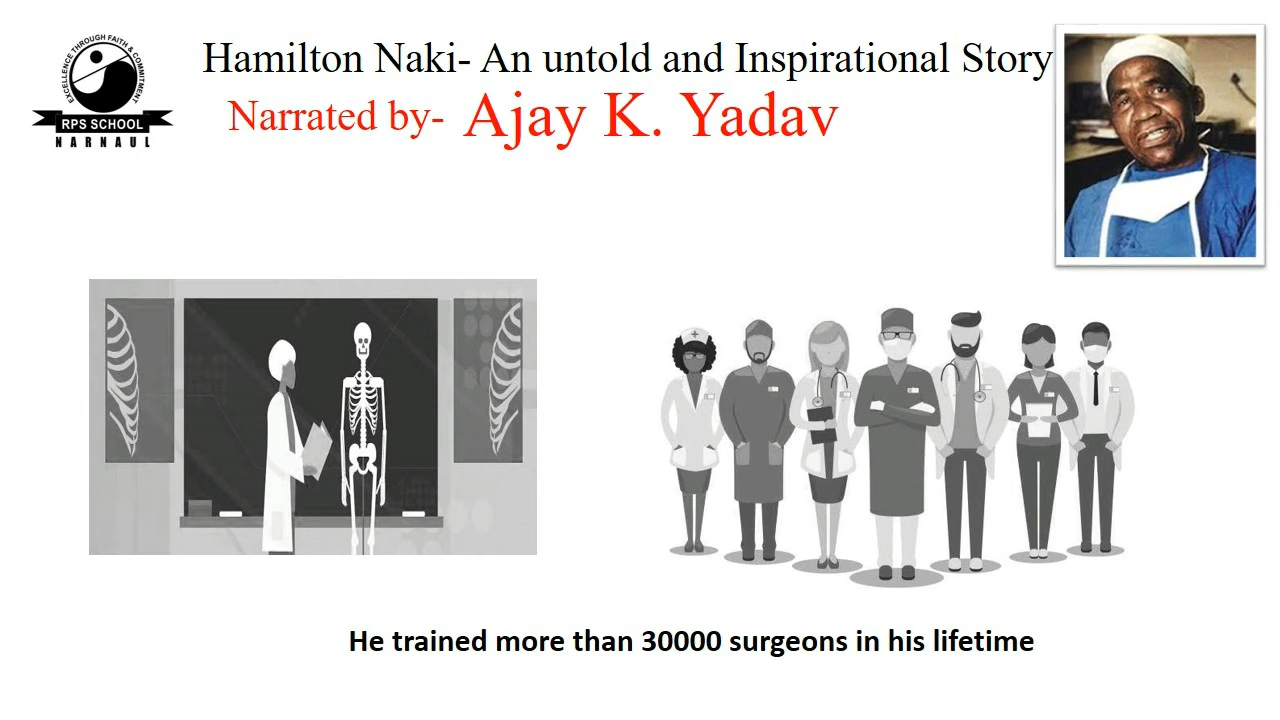 EXCELLENCE THROUGH FAITH & COMMITMENT
RPS SCHOOL
NARNAUL
Hamilton Naki- An untold and Inspirational Story
Narrated by- Ajay K. Yadav
He trained more than 30000 surgeons in his lifetime